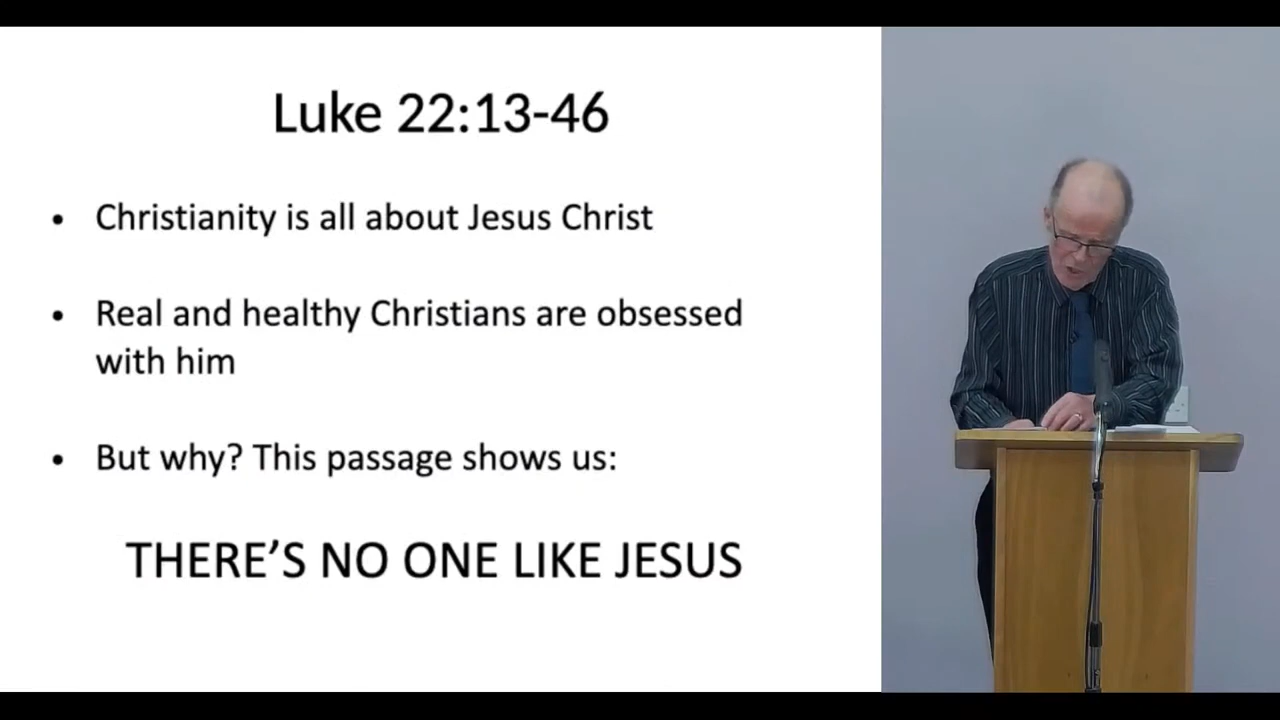 Luke 22:13-46
• Christianity is all about Jesus Christ
• Real and healthy Christians are obsessed
with him
• But why? This passage shows us:
THERE’S NO ONE LIKE JESUS